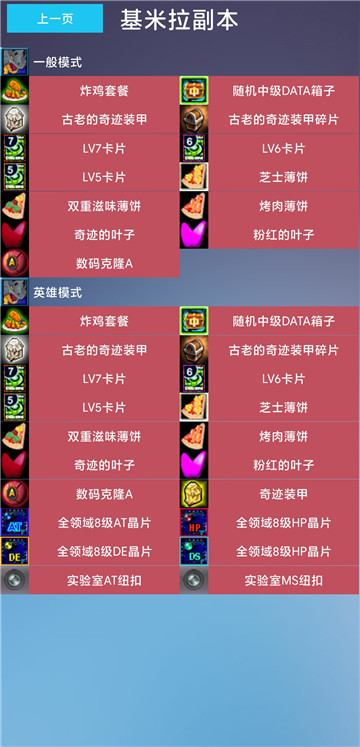 上一页 基米拉副本
一般模式
炸鸡套餐 随机中级DATA箱子
古老的奇迹装甲 古老的奇迹装甲碎片
7 LV7卡片 6 LV6卡片
5 LV5卡片 芝士薄饼
双重滋味薄饼 烤肉薄饼
奇迹的叶子 粉红的叶子
A 数码克隆A
英雄模式
炸鸡套餐 随机中级DATA箱子
古老的奇迹装甲 古老的奇迹装甲碎片
7 LV7卡片 6 LV6卡片
5 LV5卡片 芝士薄饼
双重滋味薄饼 烤肉薄饼
奇迹的叶子 粉红的叶子
A 数码克隆A 奇迹装甲
AT 全领域8级AT晶片 HP 全领域8级HP晶片
DE 全领域8级DE晶片 DS 全领域8级HP晶片
实验室AT纽扣 实验室MS纽扣